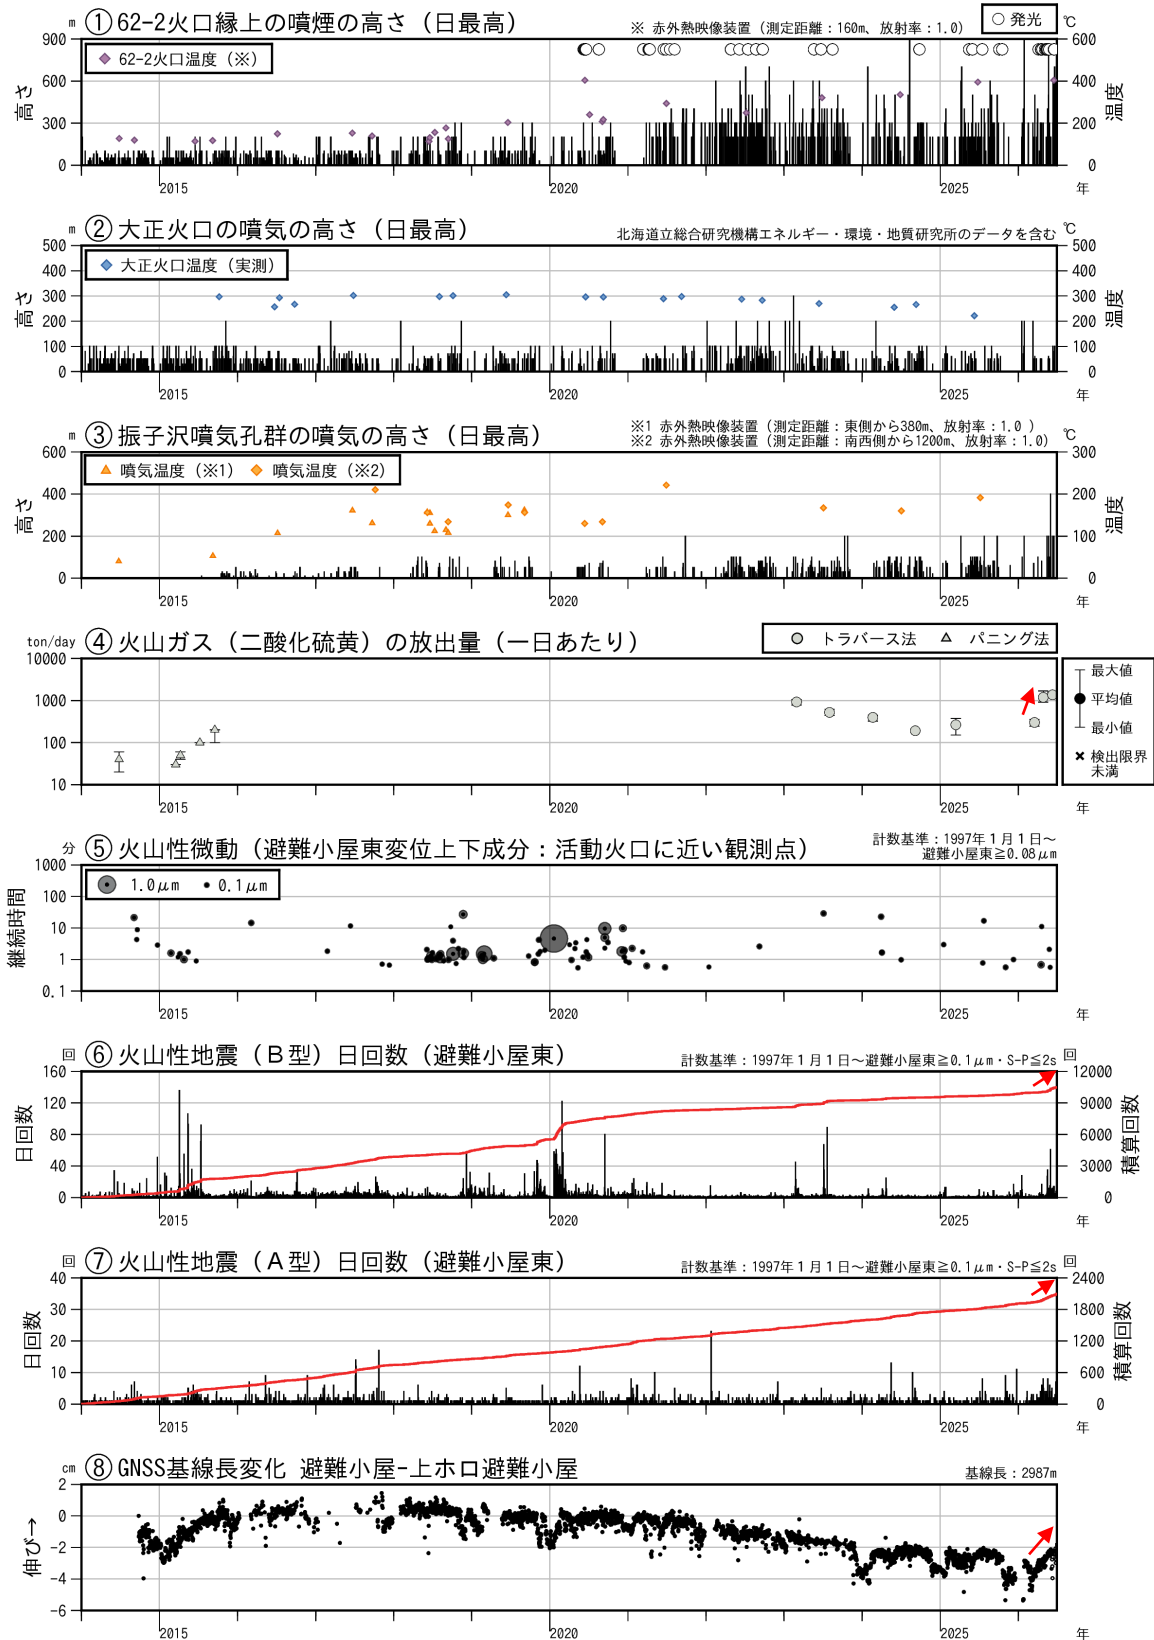 m ①62-2火口縁上の噴煙の高さ（日最高）
○ 発光
※ 赤外熱映像装置（測定距離：160m、放射率：1.0）
℃
◆ 62-2火口温度（※）
900
600
300
0
高さ
600
400
200
0
温度
2015 2020 2025 年
m ②大正火口の噴気の高さ（日最高）
北海道立総合研究機構エネルギー・環境・地質研究所のデータを含む ℃
◆ 大正火口温度（実測）
500
400
300
200
100
0
高さ
500
400
300
200
100
0
温度
2015 2020 2025 年
m ③振子沢噴気孔群の噴気の高さ（日最高）
※1 赤外熱映像装置（測定距離：東側から380m、放射率：1.0 ）
※2 赤外熱映像装置（測定距離：南西側から1200m、放射率：1.0）
℃
▲ 噴気温度（※1） ◆ 噴気温度（※2）
600
400
200
0
高さ
300
200
100
0
温度
2015 2020 2025 年
ton/day ④火山ガス（二酸化硫黄）の放出量（一日あたり）
○ トラバース法 △ パニング法
10000
1000
100
10
最大値
平均値
最小値
× 検出限界
未満
2015 2020 2025 年
分 ⑤火山性微動（避難小屋東変位上下成分：活動火口に近い観測点）
計数基準：1997年１月１日～
避難小屋東≧0.08μm
1.0μm 0.1μm
1000
100
10
1
0.1
継続時間
2015 2020 2025 年
回 ⑥火山性地震（Ｂ型）日回数（避難小屋東）
計数基準：1997年１月１日～避難小屋東≧0.1μm・S-P≦2s 回
160
120
80
40
0
日回数
12000
9000
6000
3000
0
積算回数
2015 2020 2025 年
回 ⑦火山性地震（Ａ型）日回数（避難小屋東）
計数基準：1997年１月１日～避難小屋東≧0.1μm・S-P≦2s 回
40
30
20
10
0
日回数
2400
1800
1200
600
0
積算回数
2015 2020 2025 年
cm ⑧GNSS基線長変化 避難小屋-上ホロ避難小屋
基線長：2987m
2
0
-2
-4
-6
伸び→
2015 2020 2025 年